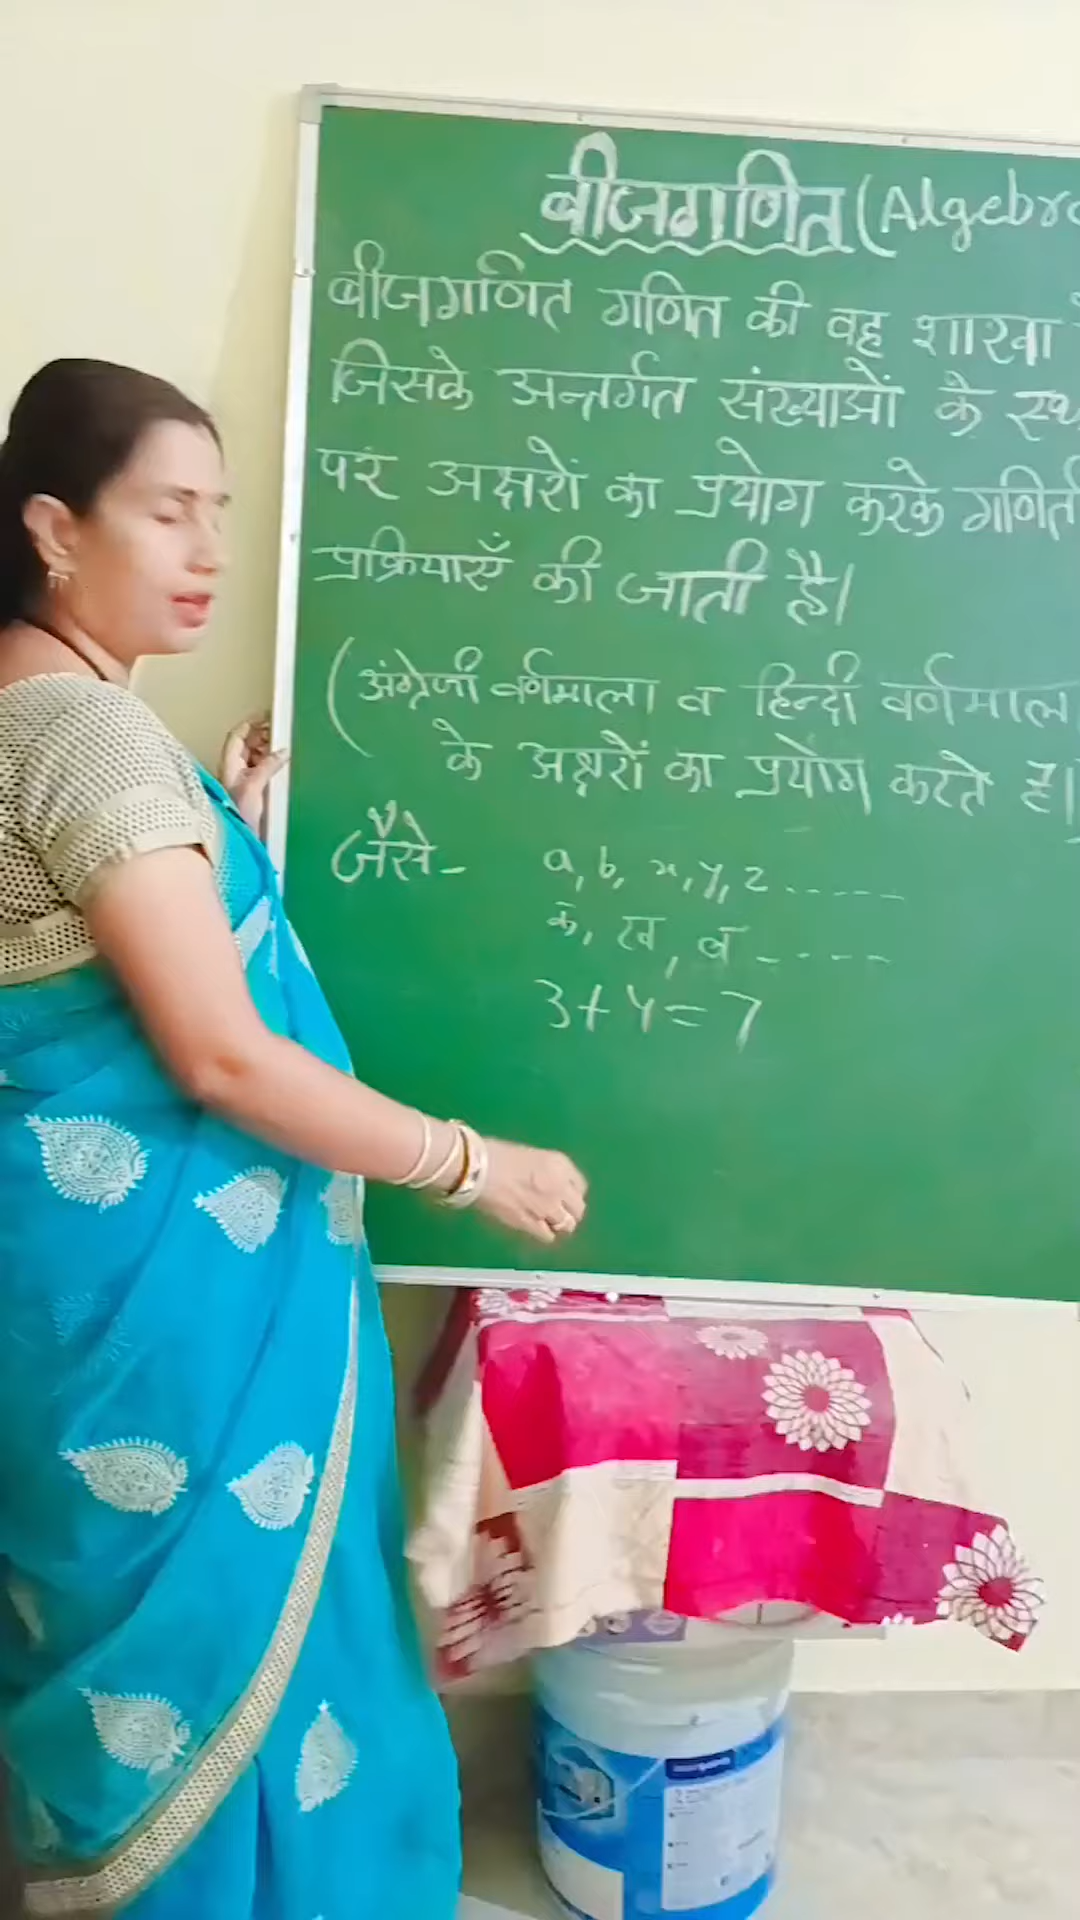 बीजगणित (Algebra
बीजगणित गणित की वह शाखा
जिसके अन्तर्गत संख्याओं के स्थ
पर अक्षरों का प्रयोग करके गणिती
प्रक्रियाएँ की जाती है।
(अंग्रेजी वर्णमाला व हिन्दी वर्णमाला
के अक्षरों का प्रयोग करते है।)
जैसे- a, b, x, y, z -----
क, ख, व -----
3+4=7